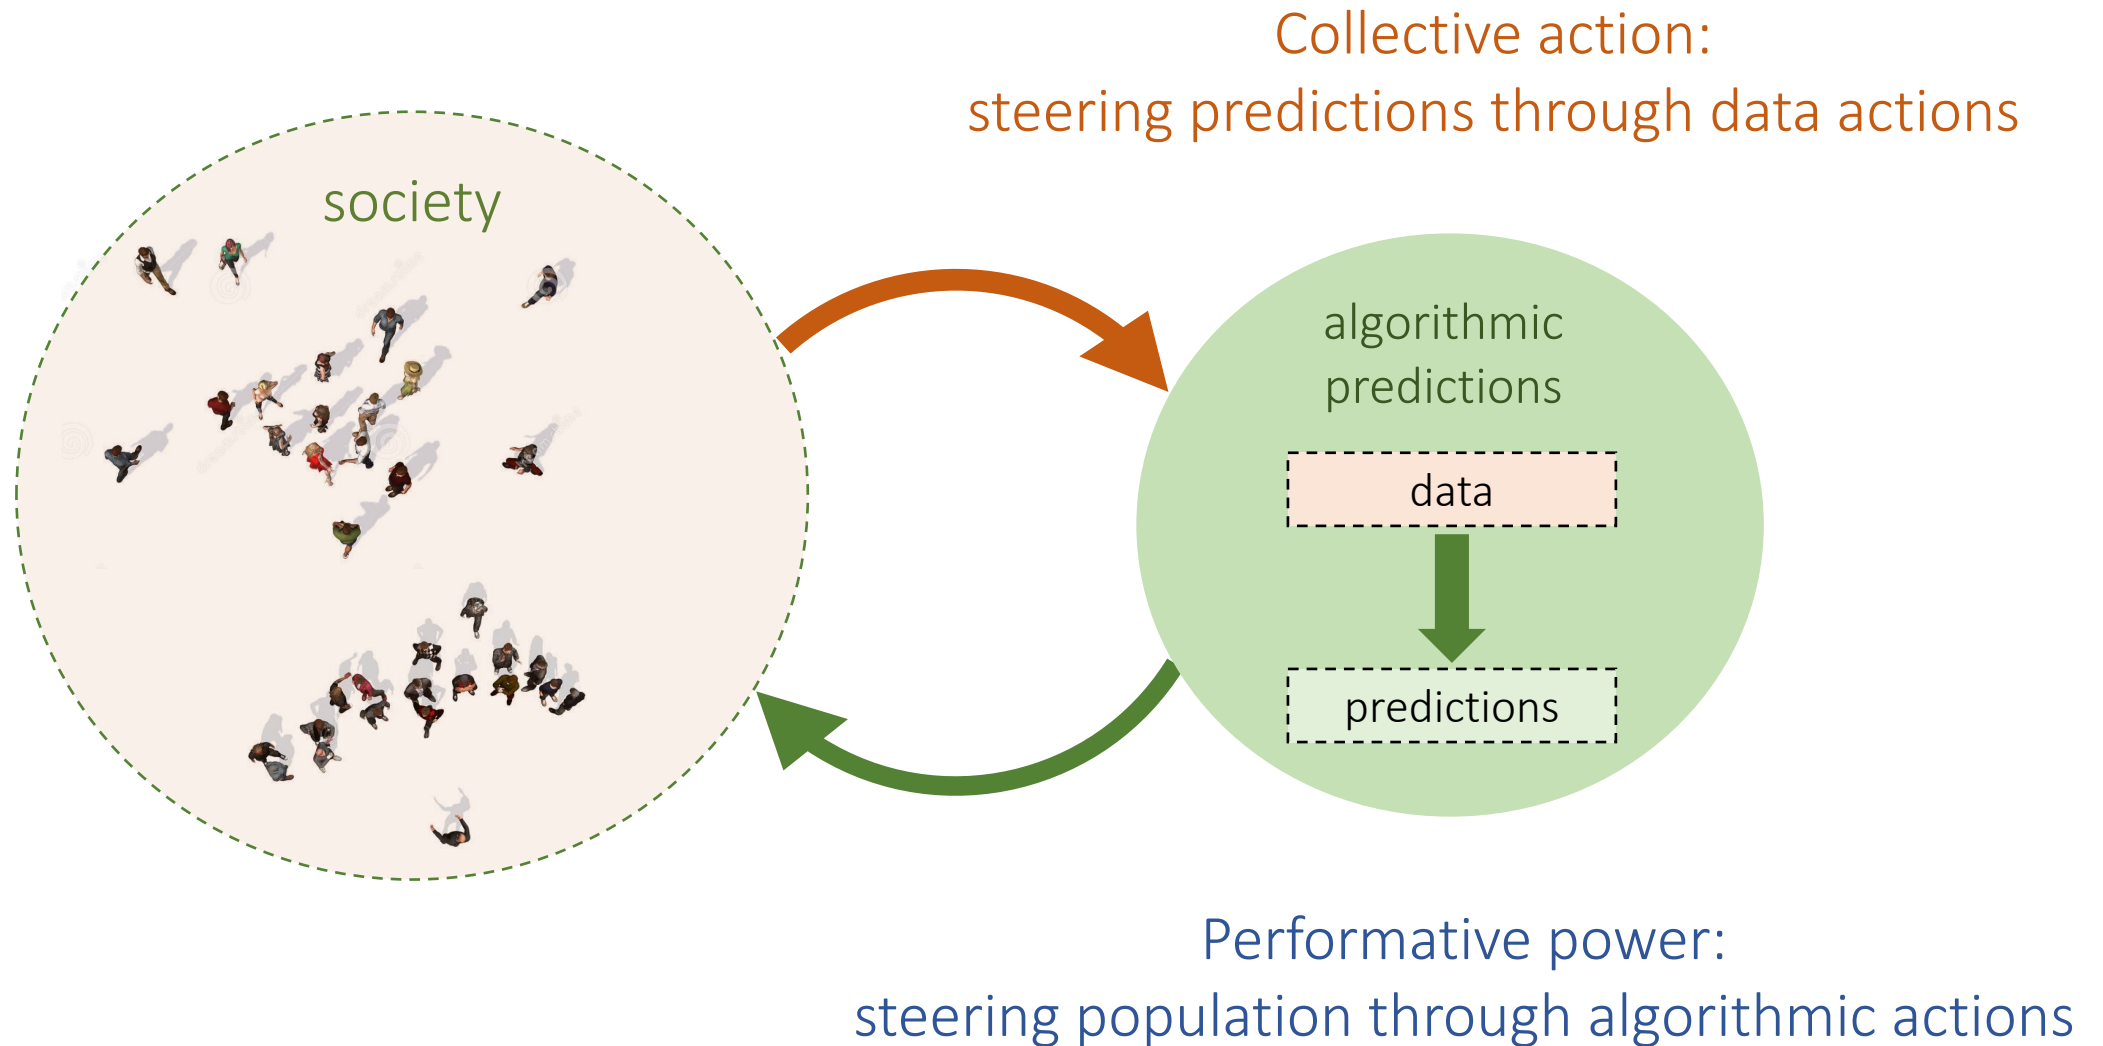 Collective action:
steering predictions through data actions
society
algorithmic
predictions
data
predictions
Performative power:
steering population through algorithmic actions